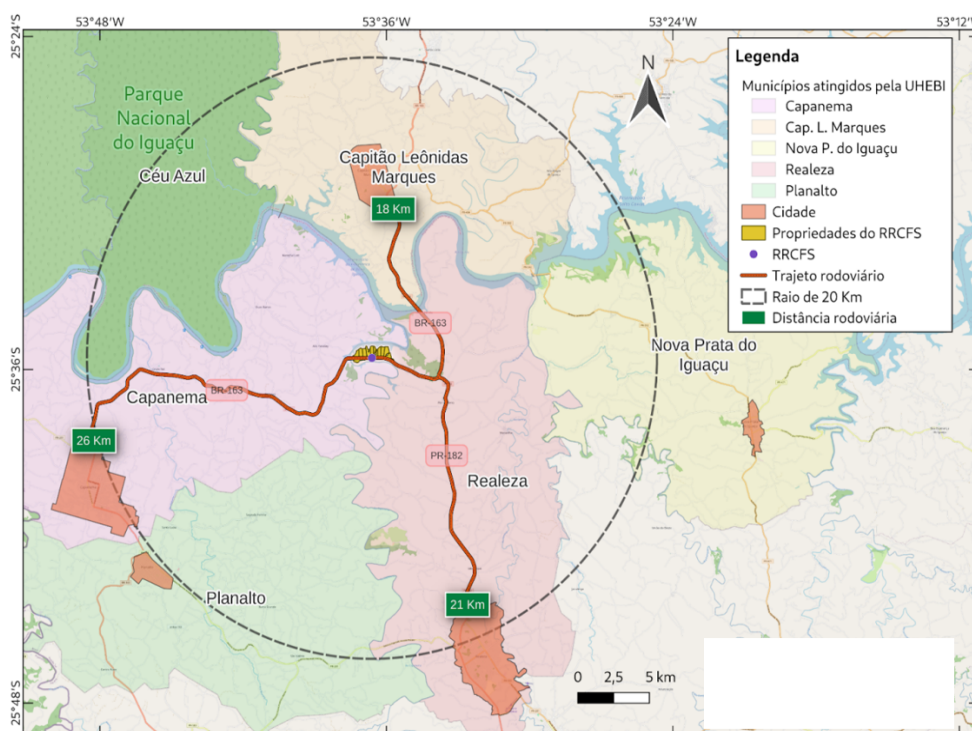 53°48'W
53°36'W
53°24'W
53°12'W
25°24'S
25°36'S
25°48'S
N
Parque
Nacional
do Iguaçu
Céu Azul
Capitão Leônidas
Marques
18 Km
BR-163
Nova Prata do
Iguaçu
BR-163
Capanema
26 Km
PR-182
Realeza
Planalto
21 Km
0 2,5 5 km
Legenda
Municípios atingidos pela UHEBI
Capanema
Cap. L. Marques
Nova P. do Iguaçu
Realeza
Planalto
Cidade
Propriedades do RRCFS
RRCFS
Trajeto rodoviário
Raio de 20 Km
Distância rodoviária